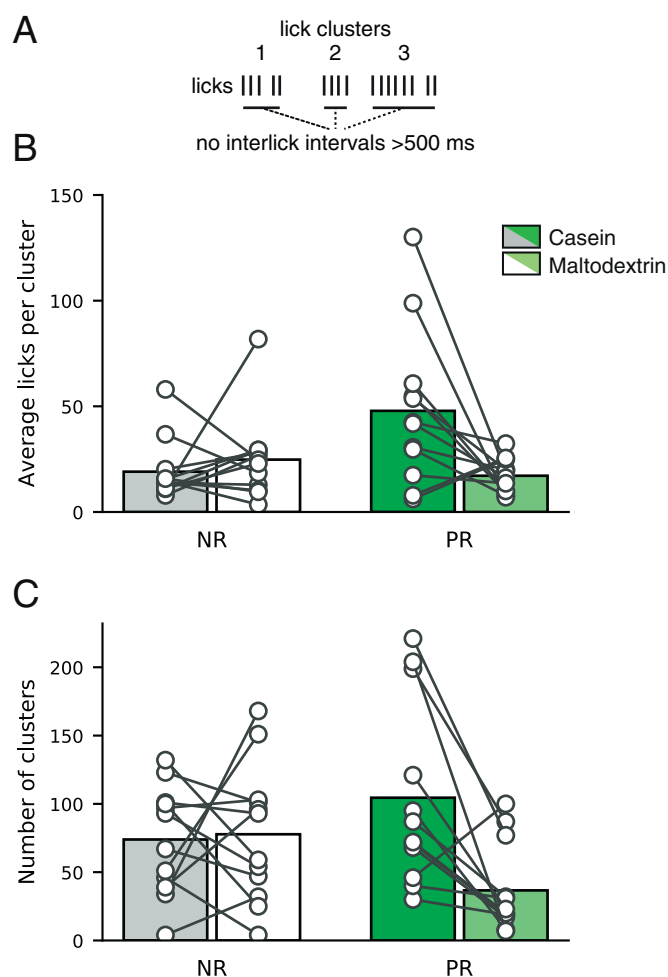 A
lick clusters
1 2 3
licks
no interlick intervals >500 ms
B
Average licks per cluster
150
100
50
0
NR PR
Casein
Maltodextrin
C
Number of clusters
200
150
100
50
0
NR PR